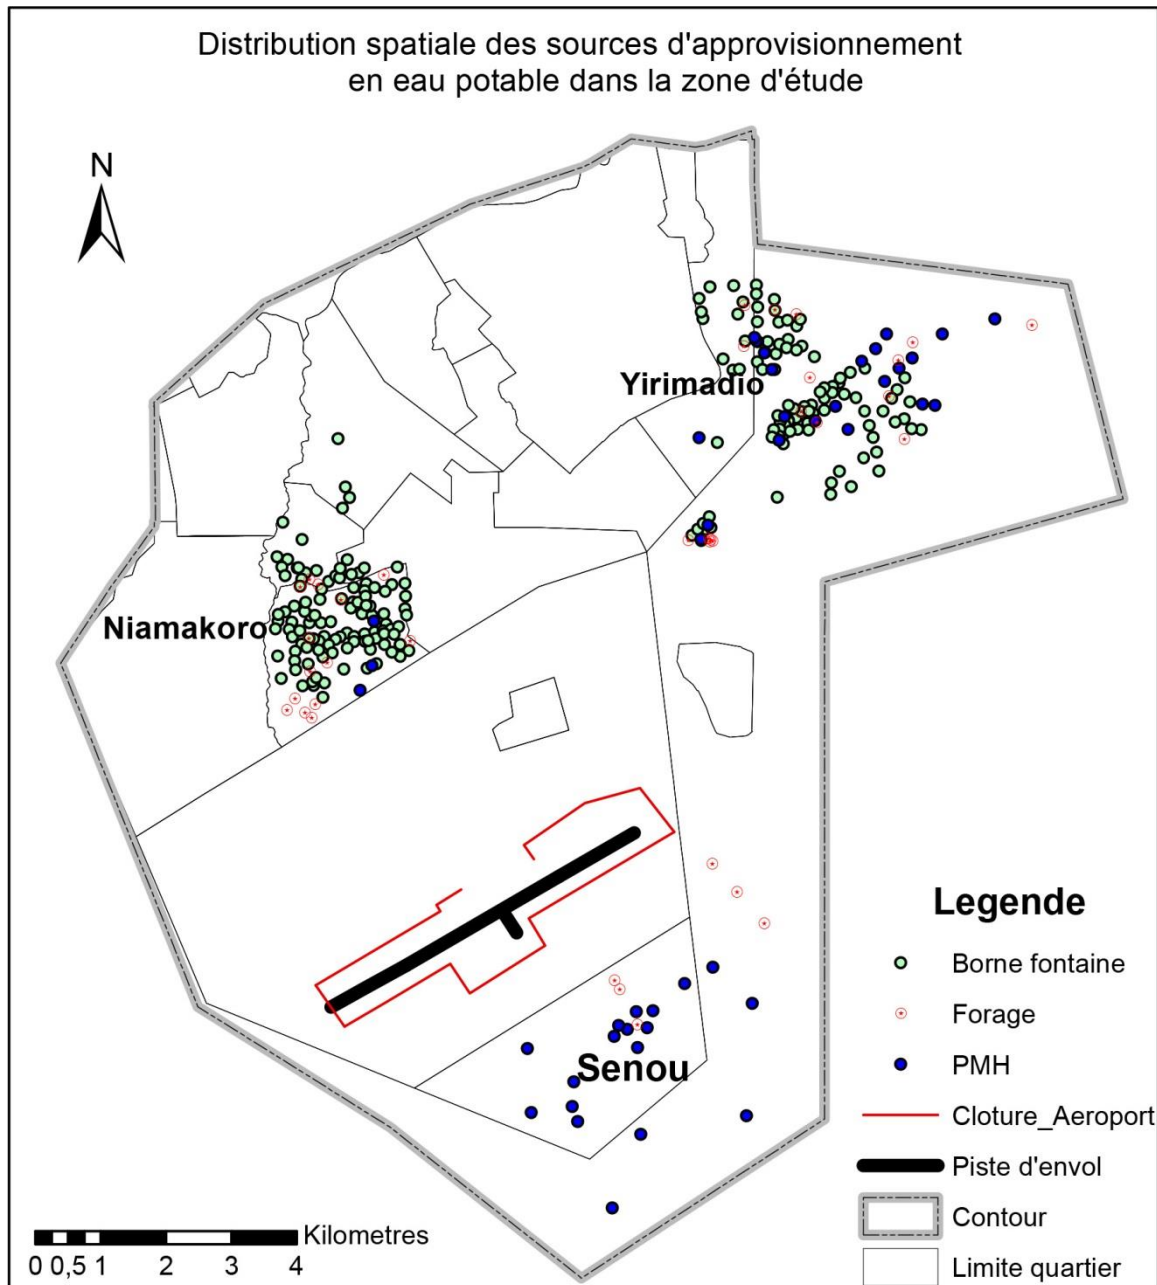 Distribution spatiale des sources d'approvisionnement
en eau potable dans la zone d'étude
N
Yirimadio
Niamakoro
Senou
Legende
Borne fontaine
Forage
PMH
Cloture_Aeroport
Piste d'envol
Contour
Limite quartier
Kilometres
0 0,5 1 2 3 4